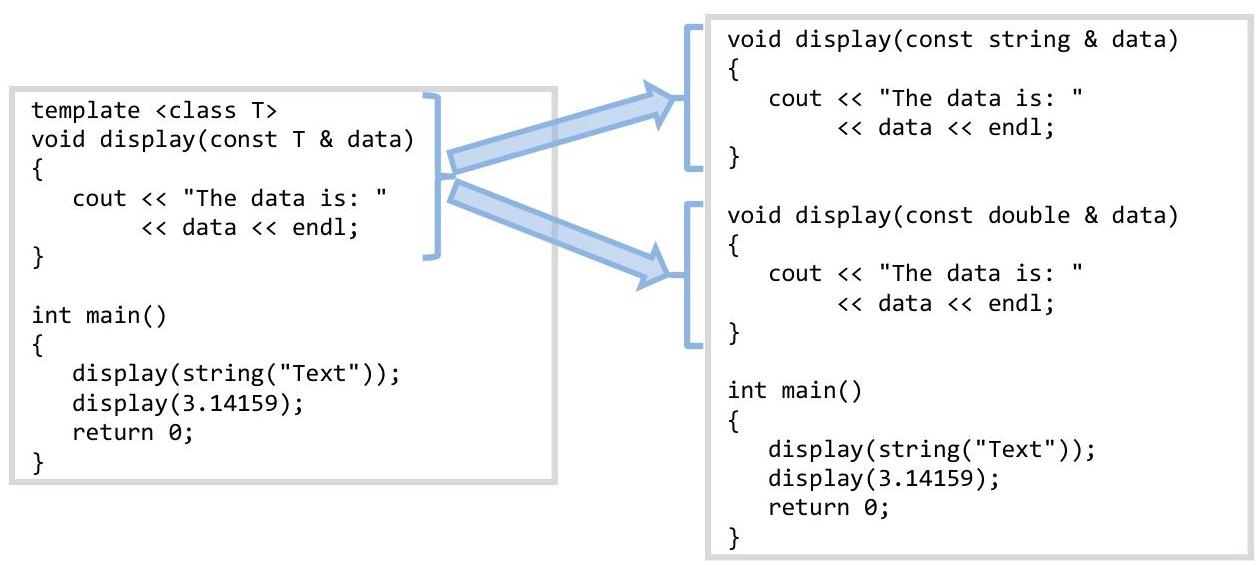 template <class T>
void display(const T & data)
{
   cout << "The data is: "
        << data << endl;
}

int main()
{
   display(string("Text"));
   display(3.14159);
   return 0;
}

void display(const string & data)
{
   cout << "The data is: "
        << data << endl;
}

void display(const double & data)
{
   cout << "The data is: "
        << data << endl;
}

int main()
{
   display(string("Text"));
   display(3.14159);
   return 0;
}